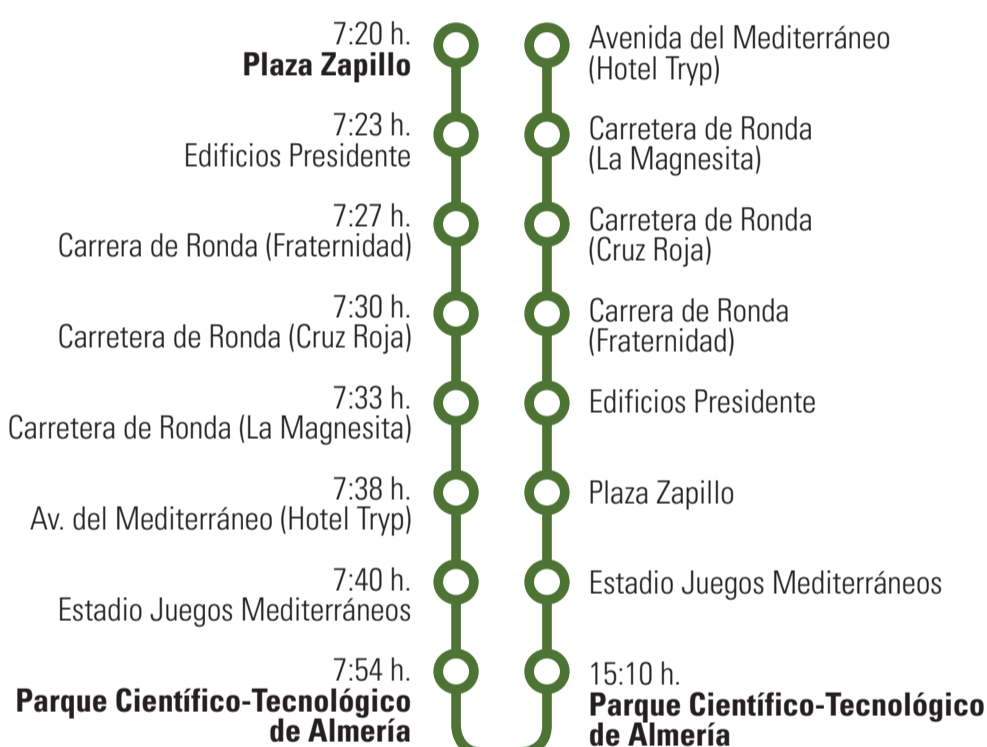 7:20 h.
Plaza Zapillo
7:23 h.
Edificios Presidente
7:27 h.
Carrera de Ronda (Fraternidad)
7:30 h.
Carretera de Ronda (Cruz Roja)
7:33 h.
Carretera de Ronda (La Magnesita)
7:38 h.
Av. del Mediterráneo (Hotel Tryp)
7:40 h.
Estadio Juegos Mediterráneos
7:54 h.
Parque Científico-Tecnológico
de Almería
Avenida del Mediterráneo
(Hotel Tryp)
Carretera de Ronda
(La Magnesita)
Carretera de Ronda
(Cruz Roja)
Carrera de Ronda
(Fraternidad)
Edificios Presidente
Plaza Zapillo
Estadio Juegos Mediterráneos
15:10 h.
Parque Científico-Tecnológico
de Almería